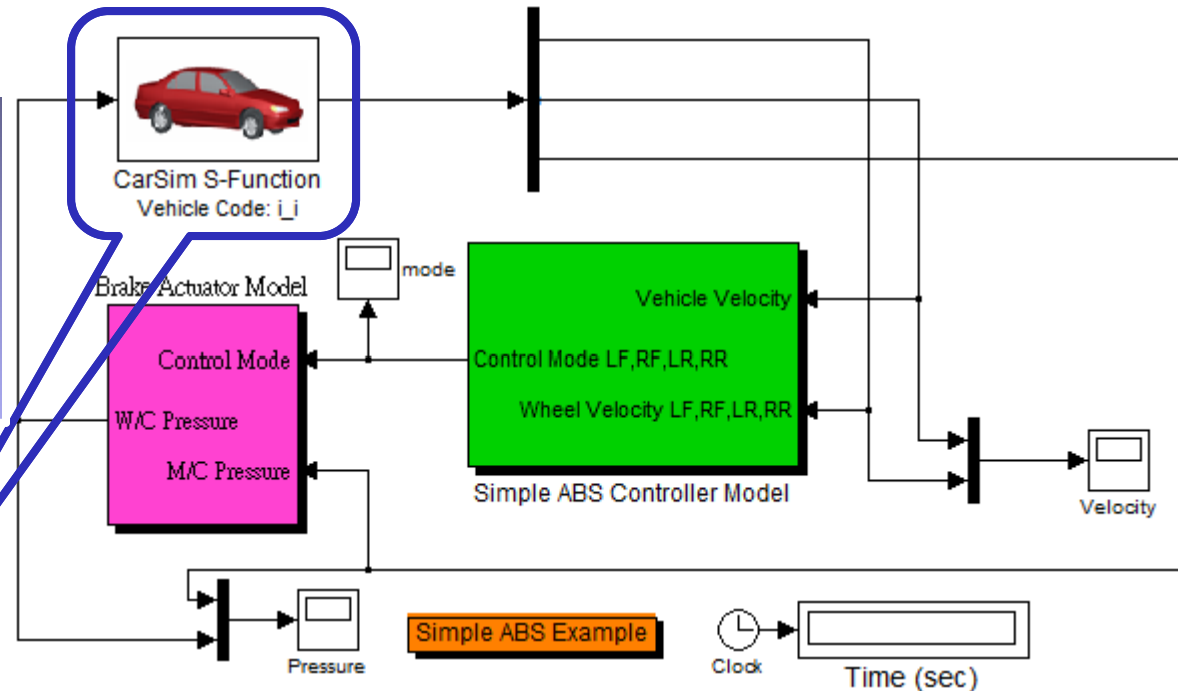 CarSim S-Function
Vehicle Code: i_i
mode
Brake Actuator Model
Vehicle Velocity
Control Mode
Control Mode LF,RF,LR,RR
Wheel Velocity LF,RF,LR,RR
W/C Pressure
M/C Pressure
Simple ABS Controller Model
Velocity
Simple ABS Example
Pressure
Clock
Time (sec)